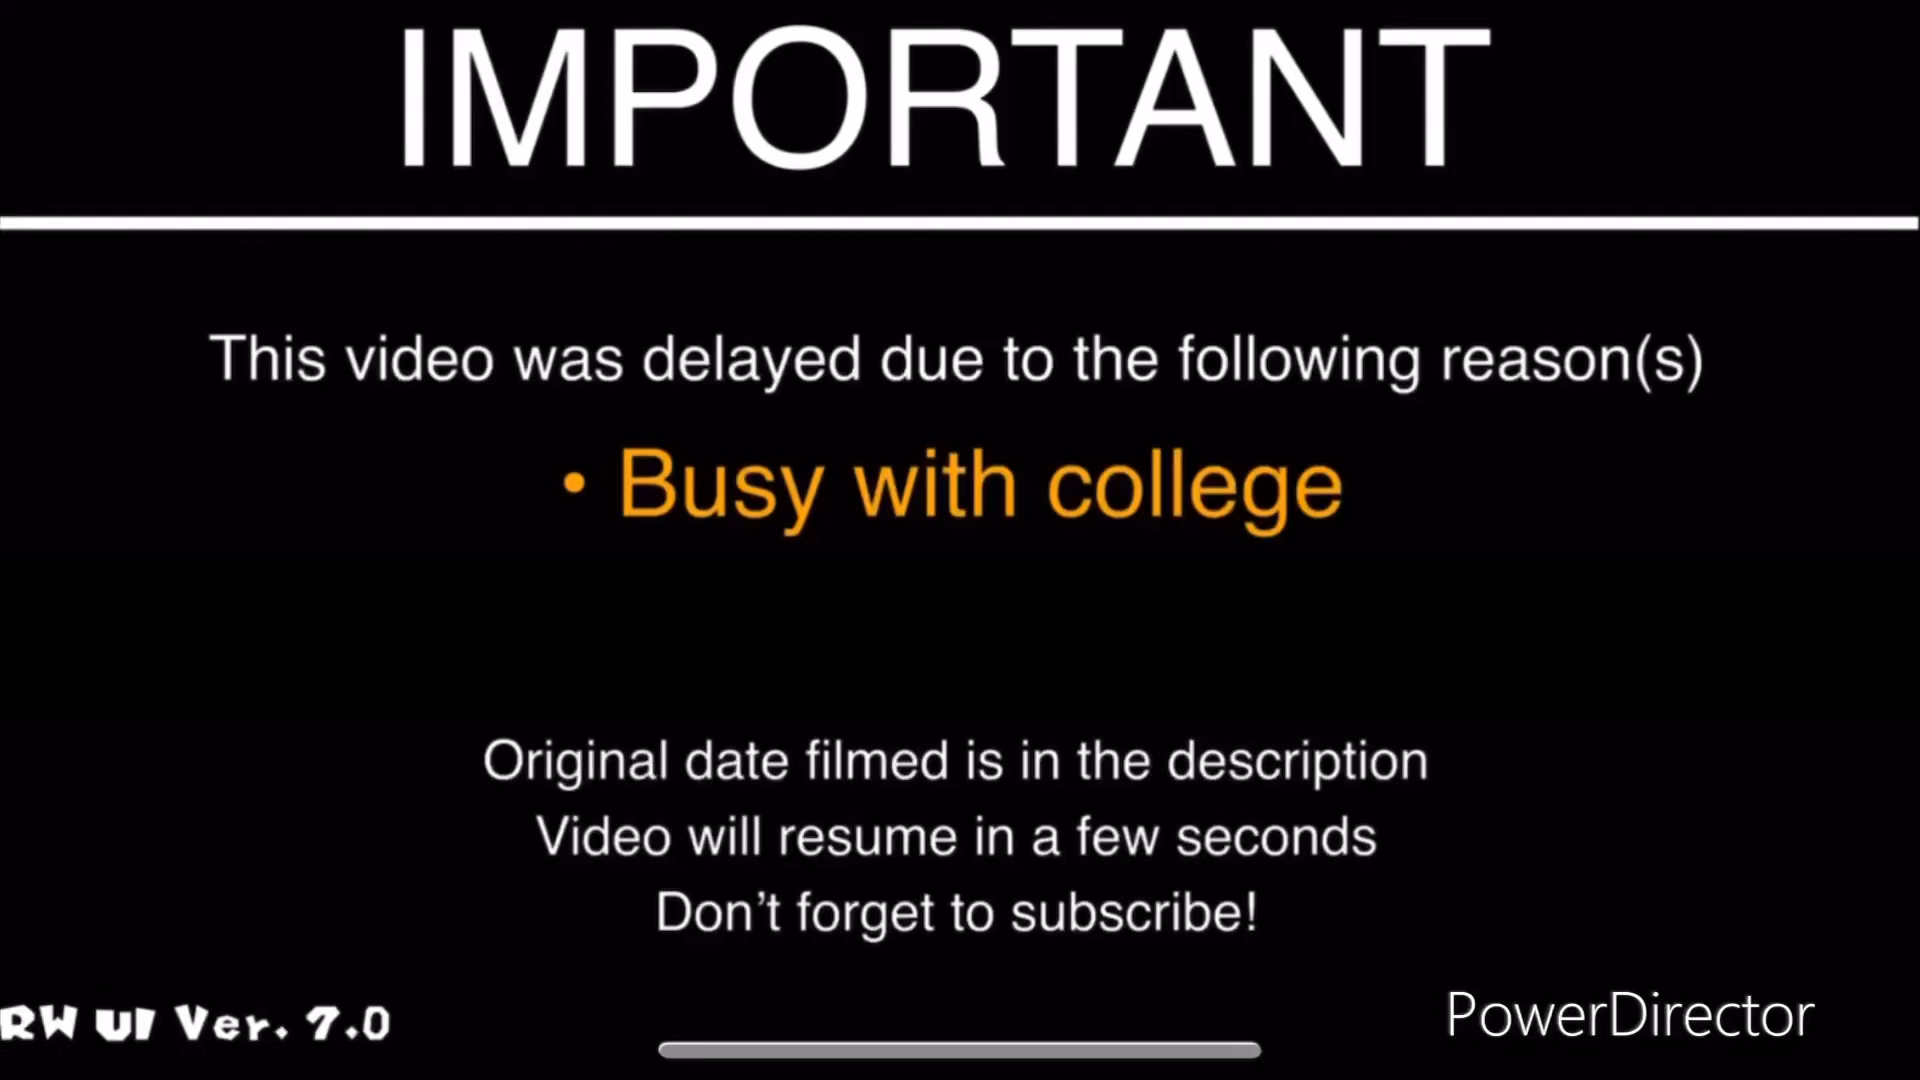 IMPORTANT
This video was delayed due to the following reason(s)
• Busy with college
Original date filmed is in the description
Video will resume in a few seconds
Don’t forget to subscribe!
RW UI Ver. 7.0
PowerDirector